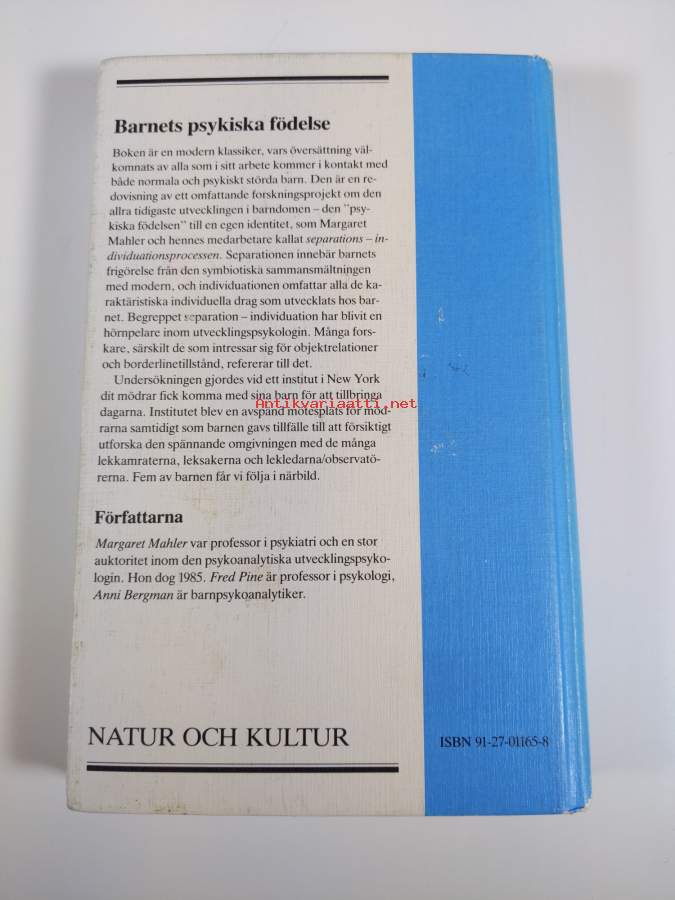 Barnets psykiska födelse
Boken är en modern klassiker, vars översättning väl-
komnats av alla som i sitt arbete kommer i kontakt med
både normala och psykiskt störda barn. Den är en re-
dovisning av ett omfattande forskningsprojekt om den
allra tidigaste utvecklingen i barndomen – den "psy-
kiska födelsen" till en egen identitet, som Margaret
Mahler och hennes medarbetare kallat separations – in-
dividuationsprocessen. Separationen innebär barnets
frigörelse från den symbiotiska sammansmältningen
med modern, och individuationen omfattar alla de ka-
raktäristiska individuella drag som utvecklats hos bar-
net. Begreppet separation – individuation har blivit en
hörnpelare inom utvecklingspsykologin. Många fors-
kare, särskilt de som intressar sig för objektrelationer
och borderlinetillstånd, refererar till det.
Undersökningen gjordes vid ett institut i New York
dit mödrar fick komma med sina barn för att tillbringa
Antikvariaatti.net
dagarna. Institutet blev en avspänd mötesplats för möd-
rarna samtidigt som barnen gavs tillfälle till att försiktigt
utforska den spännande omgivningen med de många
lekkamraterna, leksakerna och lekledarna/observatö-
rerna. Fem av barnen får vi följa i närbild.
Författarna
Margaret Mahler var professor i psykiatri och en stor
auktoritet inom den psykoanalytiska utvecklingspsyko-
login. Hon dog 1985. Fred Pine är professor i psykologi,
Anni Bergman är barnpsykoanalytiker.
NATUR OCH KULTUR
ISBN 91-27-01165-8